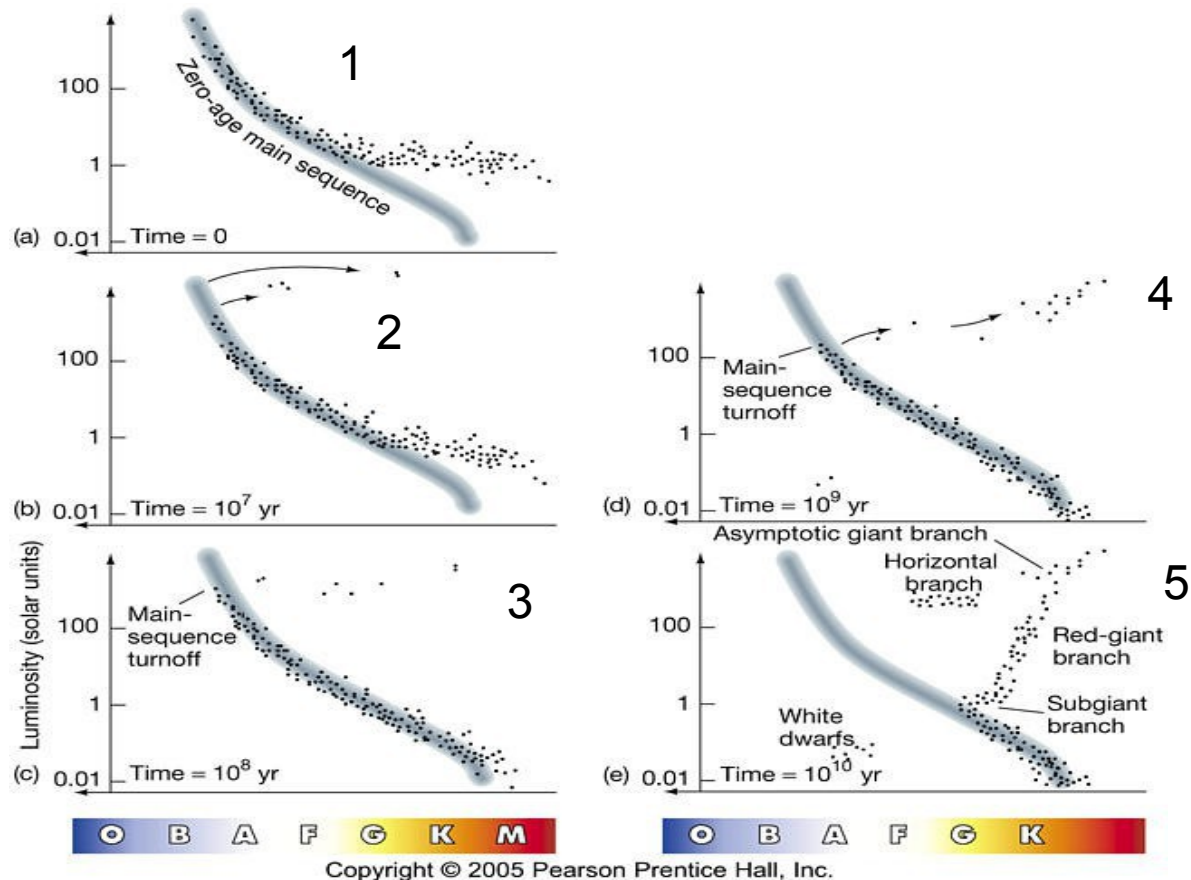 1
100
Zero-age main sequence
1
(a)
0.01
Time = 0
2
100
1
(b)
0.01
Time = 10⁷ yr
3
Main-
sequence
turnoff
100
1
(c)
0.01
Time = 10⁸ yr
Luminosity (solar units)
4
100
Main-
sequence
turnoff
1
(d)
0.01
Time = 10⁹ yr
Asymptotic giant branch
Horizontal
branch
5
100
Red-giant
branch
1
Subgiant
branch
White
dwarfs
(e)
0.01
Time = 10¹⁰ yr
O B A F G K M
O B A F G K
Copyright © 2005 Pearson Prentice Hall, Inc.